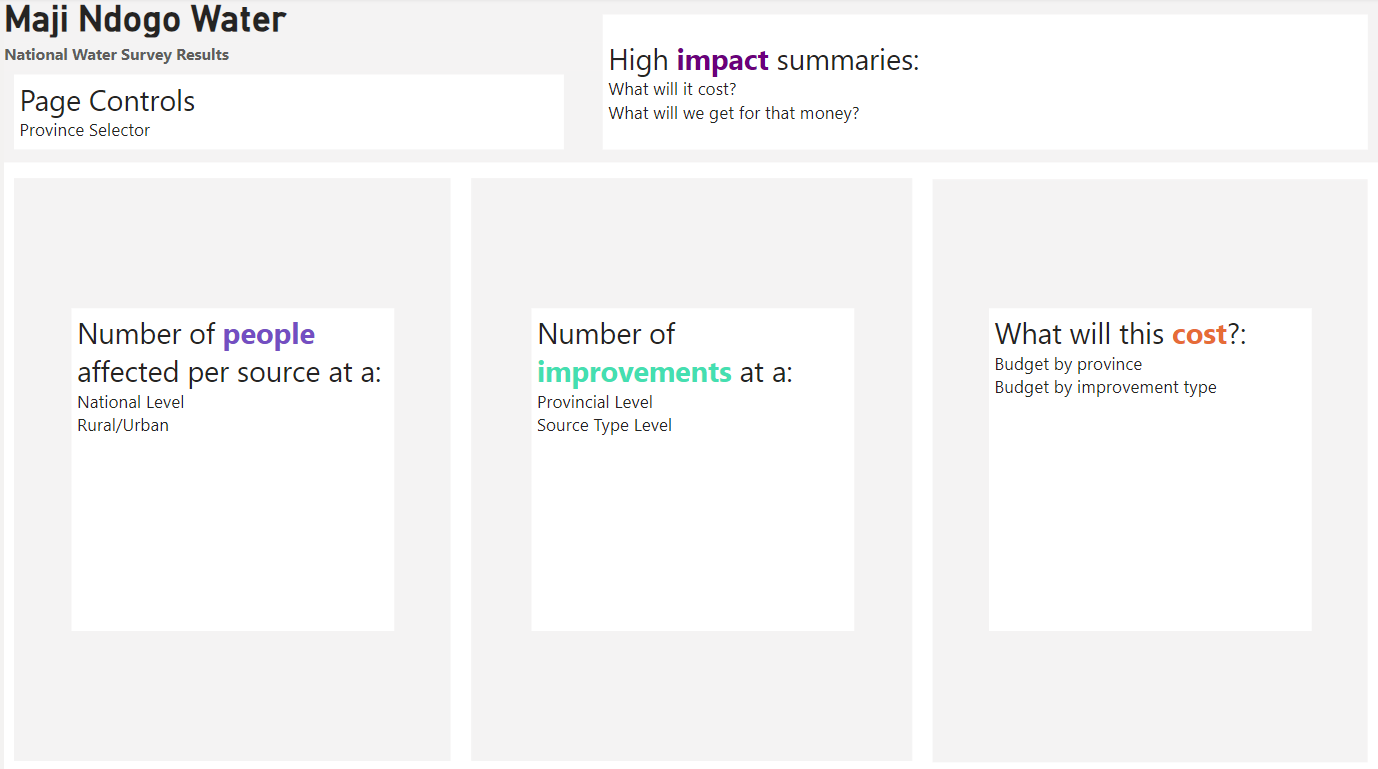 Maji Ndogo Water
National Water Survey Results
Page Controls
Province Selector
High impact summaries:
What will it cost?
What will we get for that money?
Number of people
affected per source at a:
National Level
Rural/Urban
Number of
improvements at a:
Provincial Level
Source Type Level
What will this cost?:
Budget by province
Budget by improvement type